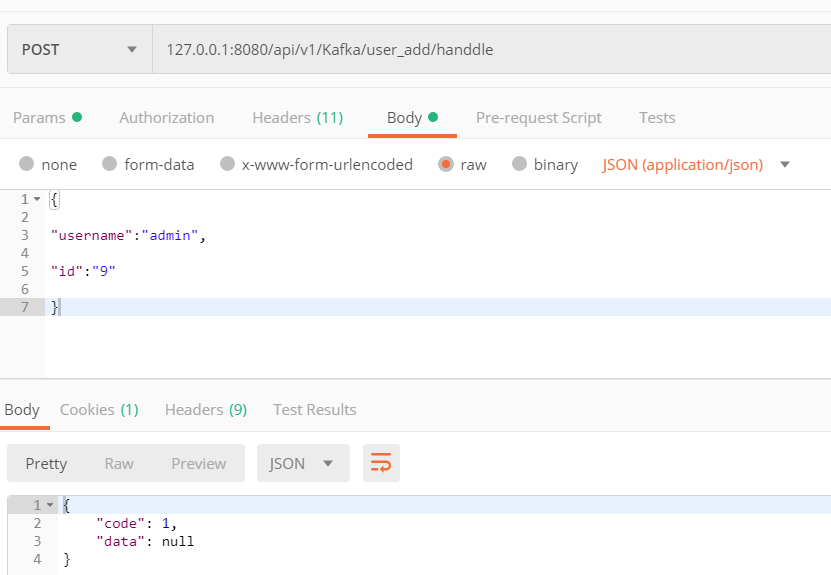 POST 127.0.0.1:8080/api/v1/Kafka/user_add/handdle
Params Authorization Headers (11) Body Pre-request Script Tests
none form-data x-www-form-urlencoded raw binary JSON (application/json)
1 {
2
3 "username":"admin",
4
5 "id":"9"
6
7 }
Body Cookies (1) Headers (9) Test Results
Pretty Raw Preview JSON
1 {
2 "code": 1,
3 "data": null
4 }